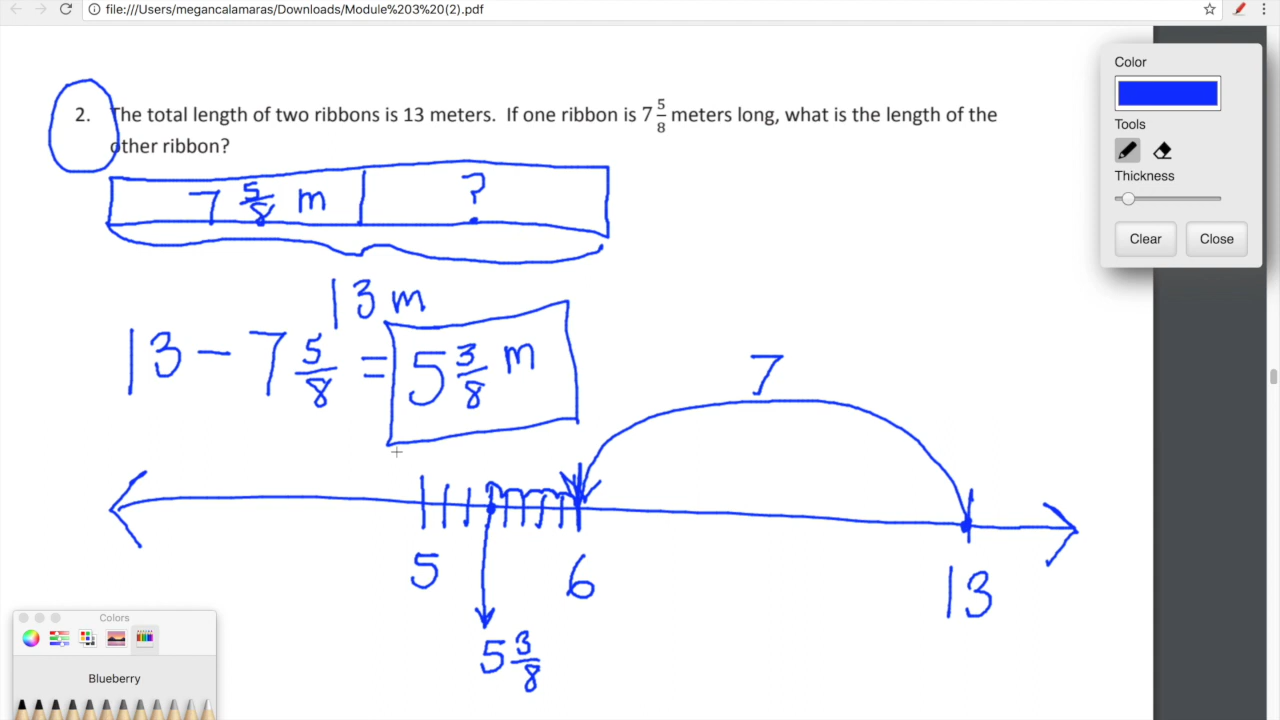 file:///Users/megancalamaras/Downloads/Module%203%20(2).pdf
Color
Tools
Thickness
Clear Close
2. The total length of two ribbons is 13 meters. If one ribbon is 7 5/8 meters long, what is the length of the
other ribbon?
7 5/8 m ?
13 m
13 - 7 5/8 = 5 3/8 m
7
5 6 13
5 3/8
Colors
Blueberry